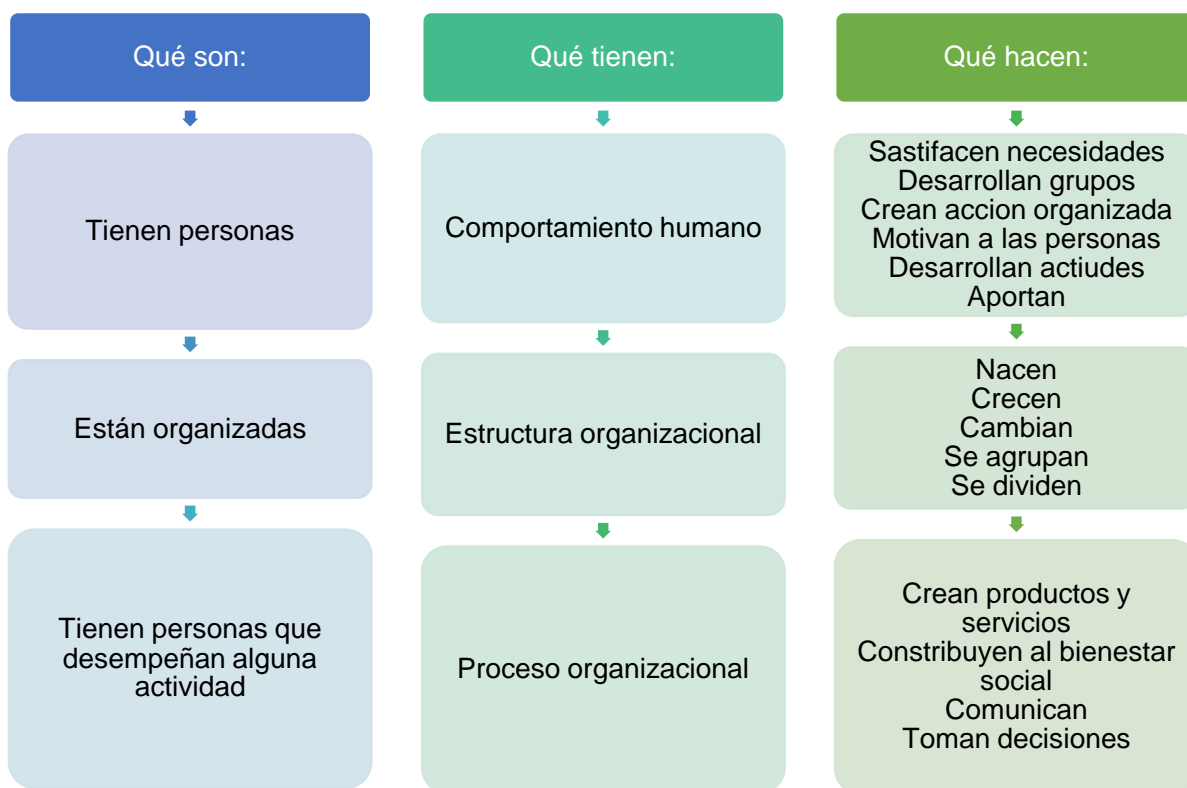 Qué son:
Tienen personas
Están organizadas
Tienen personas que
desempeñan alguna
actividad
Qué tienen:
Comportamiento humano
Estructura organizacional
Proceso organizacional
Qué hacen:
Sastifacen necesidades
Desarrollan grupos
Crean accion organizada
Motivan a las personas
Desarrollan actiudes
Aportan
Nacen
Crecen
Cambian
Se agrupan
Se dividen
Crean productos y
servicios
Constribuyen al bienestar
social
Comunican
Toman decisiones